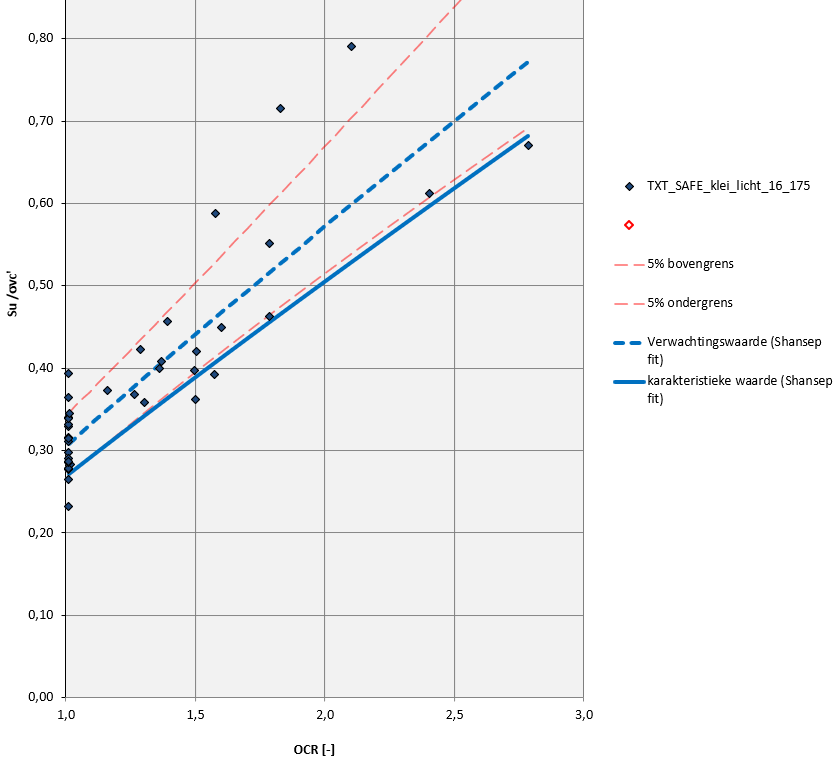 0,80
0,70
0,60
0,50
0,40
0,30
0,20
0,10
0,00
Su /σvc'
1,0
1,5
2,0
2,5
3,0
OCR [-]
TXT_SAFE_klei_licht_16_175
5% bovengrens
5% ondergrens
Verwachtingswaarde (Shansep
fit)
karakteristieke waarde (Shansep
fit)